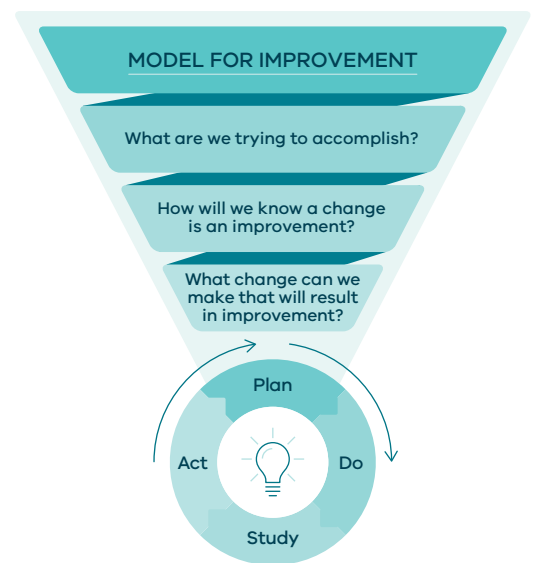 MODEL FOR IMPROVEMENT
What are we trying to accomplish?
How will we know a change
is an improvement?
What change can we
make that will result
in improvement?
Plan
Act
Do
Study